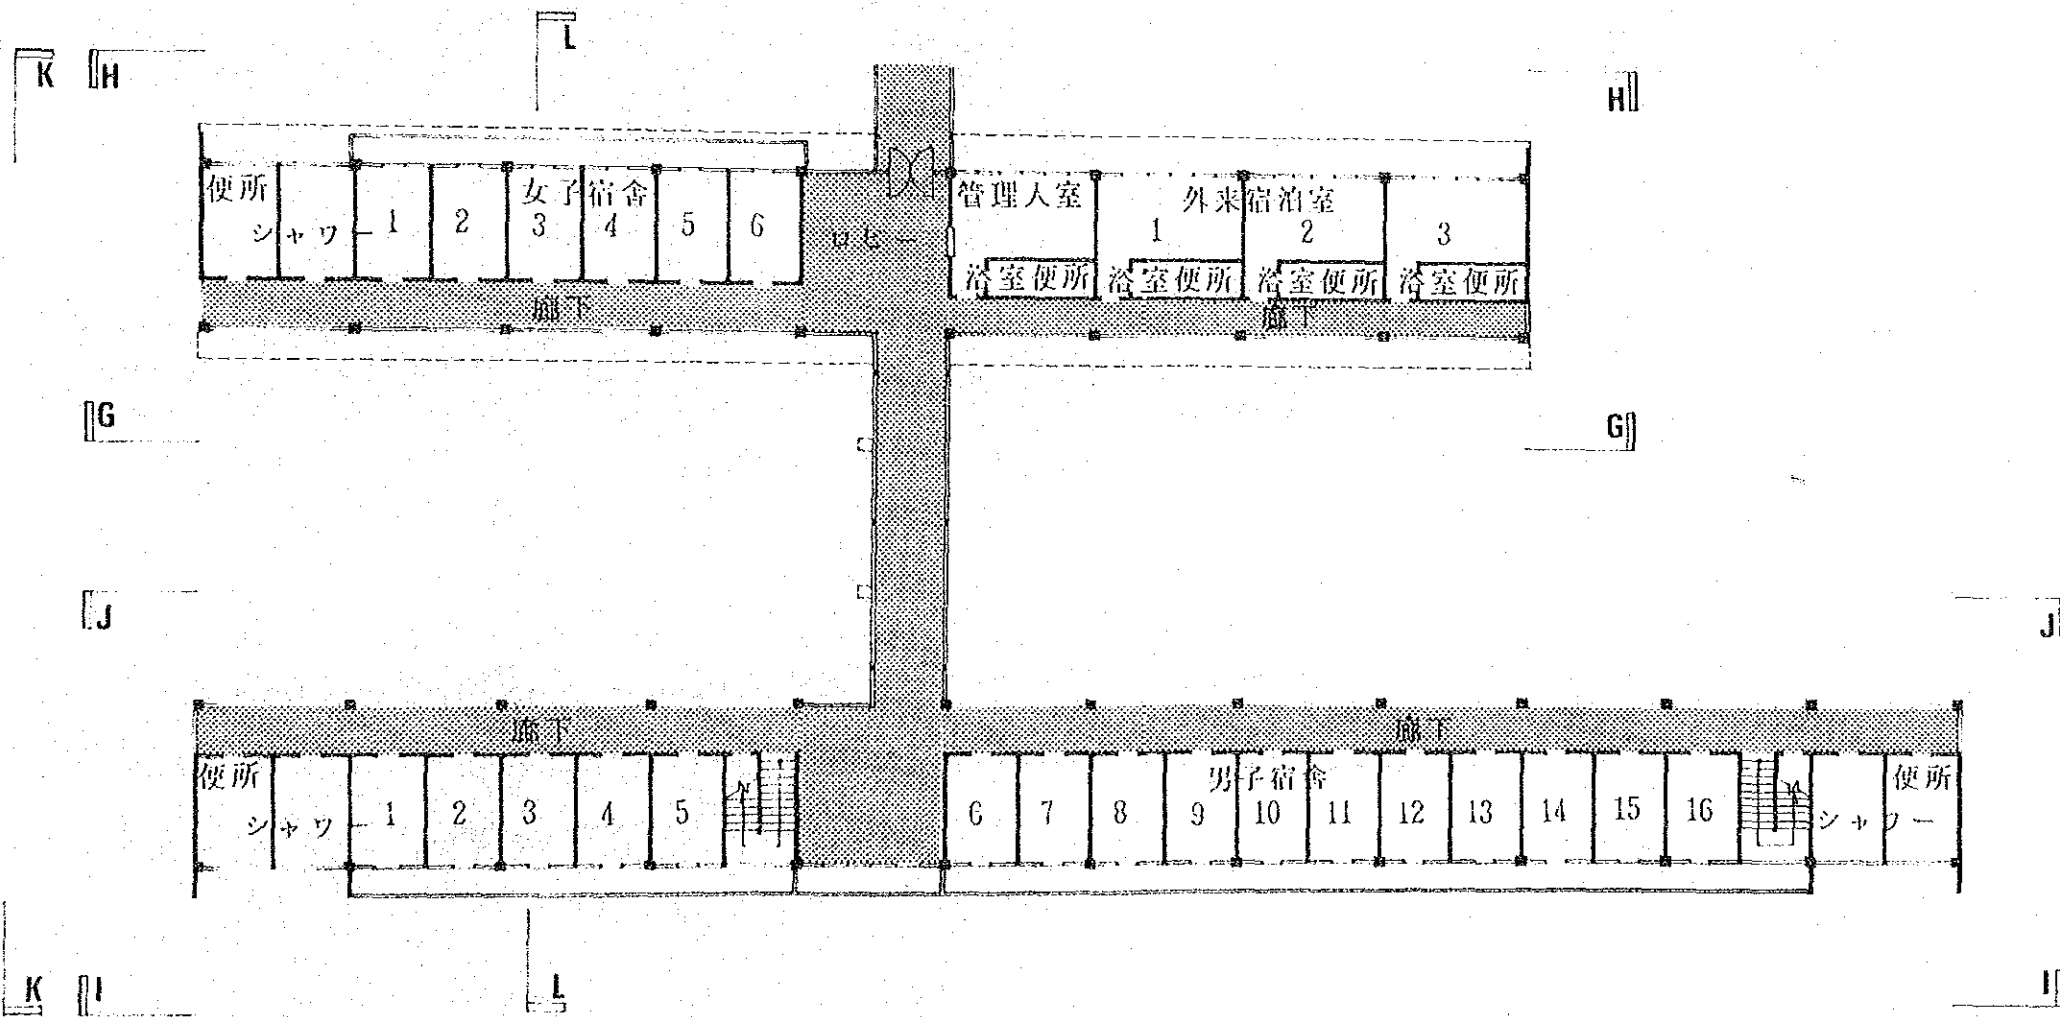 L
K H
H
便所 シャワー 1 2 女子宿舎 3 4 5 6
ロビー
管理人室 外来宿泊室 1 2 3
浴室便所 浴室便所 浴室便所 浴室便所
廊下 廊下
G G
J J
廊下 廊下
便所 シャワー 1 2 3 4 5
男子宿舎
6 7 8 9 10 11 12 13 14 15 16 シャワー 便所
K I L I